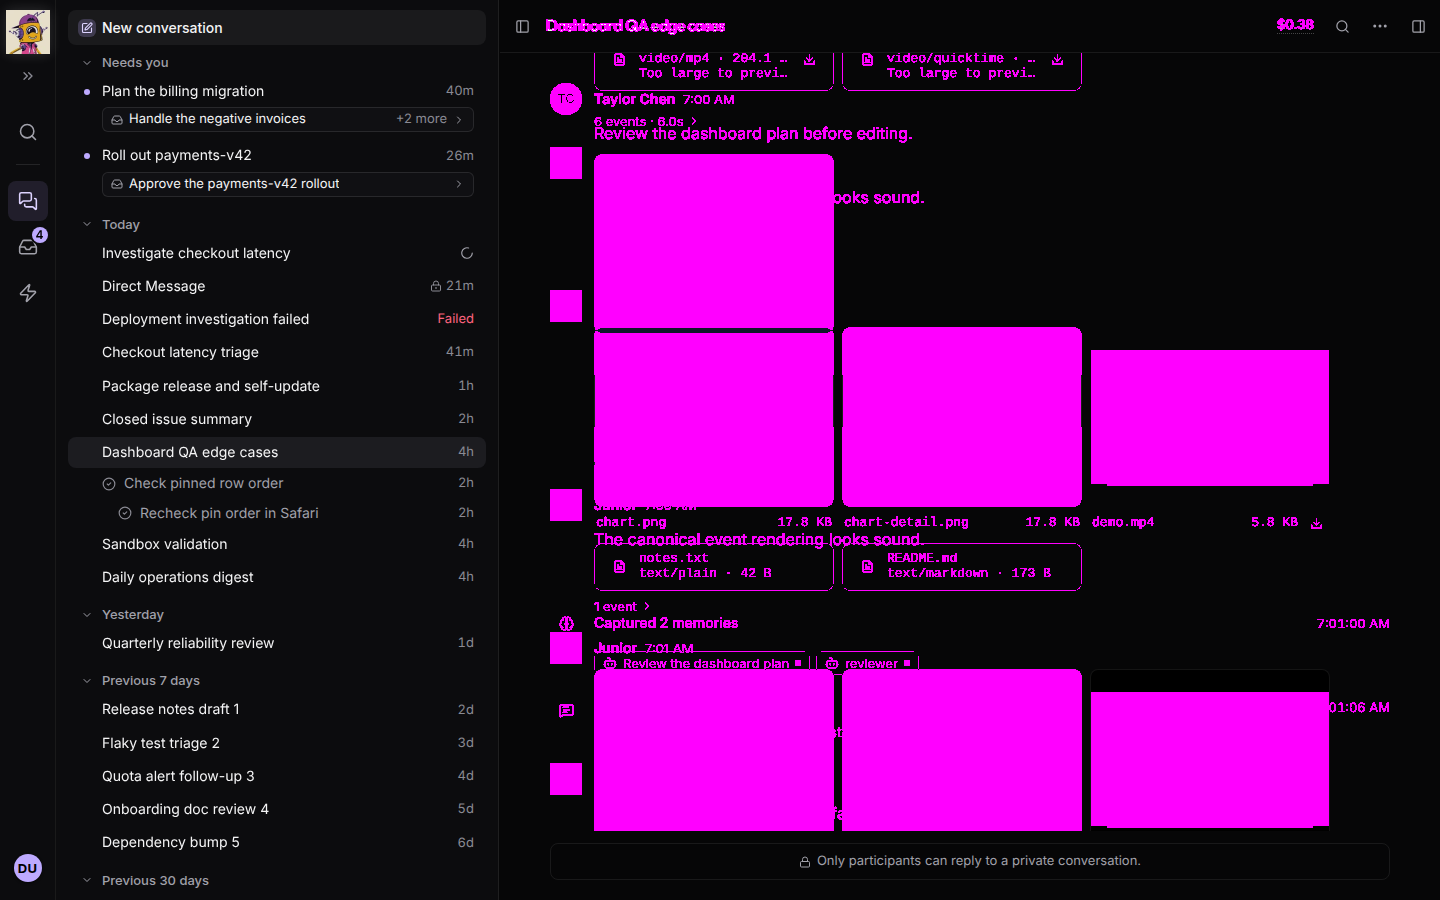 New conversation
Needs you
Plan the billing migration 40m
Handle the negative invoices +2 more
Roll out payments-v42 26m
Approve the payments-v42 rollout
Today
Investigate checkout latency
Direct Message 21m
4
Deployment investigation failed Failed
Checkout latency triage 41m
Package release and self-update 1h
Closed issue summary 2h
Dashboard QA edge cases 4h
Check pinned row order 2h
Recheck pin order in Safari 2h
Sandbox validation 4h
Daily operations digest 4h
Yesterday
Quarterly reliability review 1d
Previous 7 days
Release notes draft 1 2d
Flaky test triage 2 3d
Quota alert follow-up 3 4d
Onboarding doc review 4 5d
Dependency bump 5 6d
Previous 30 days
DU
Dashboard QA edge cases $0.38
video/mp4 · 204.1 … video/quicktime · …
Too large to previ… Too large to previ…
TC Taylor Chen 7:00 AM
6 events · 6.0s
Review the dashboard plan before editing.
looks sound.
chart.png 17.8 KB chart-detail.png 17.8 KB demo.mp4 5.8 KB
The canonical event rendering looks sound.
notes.txt README.md
text/plain · 42 B text/markdown · 173 B
1 event
Captured 2 memories 7:01:00 AM
Junior 7:01 AM
Review the dashboard plan reviewer
01:06 AM
Only participants can reply to a private conversation.